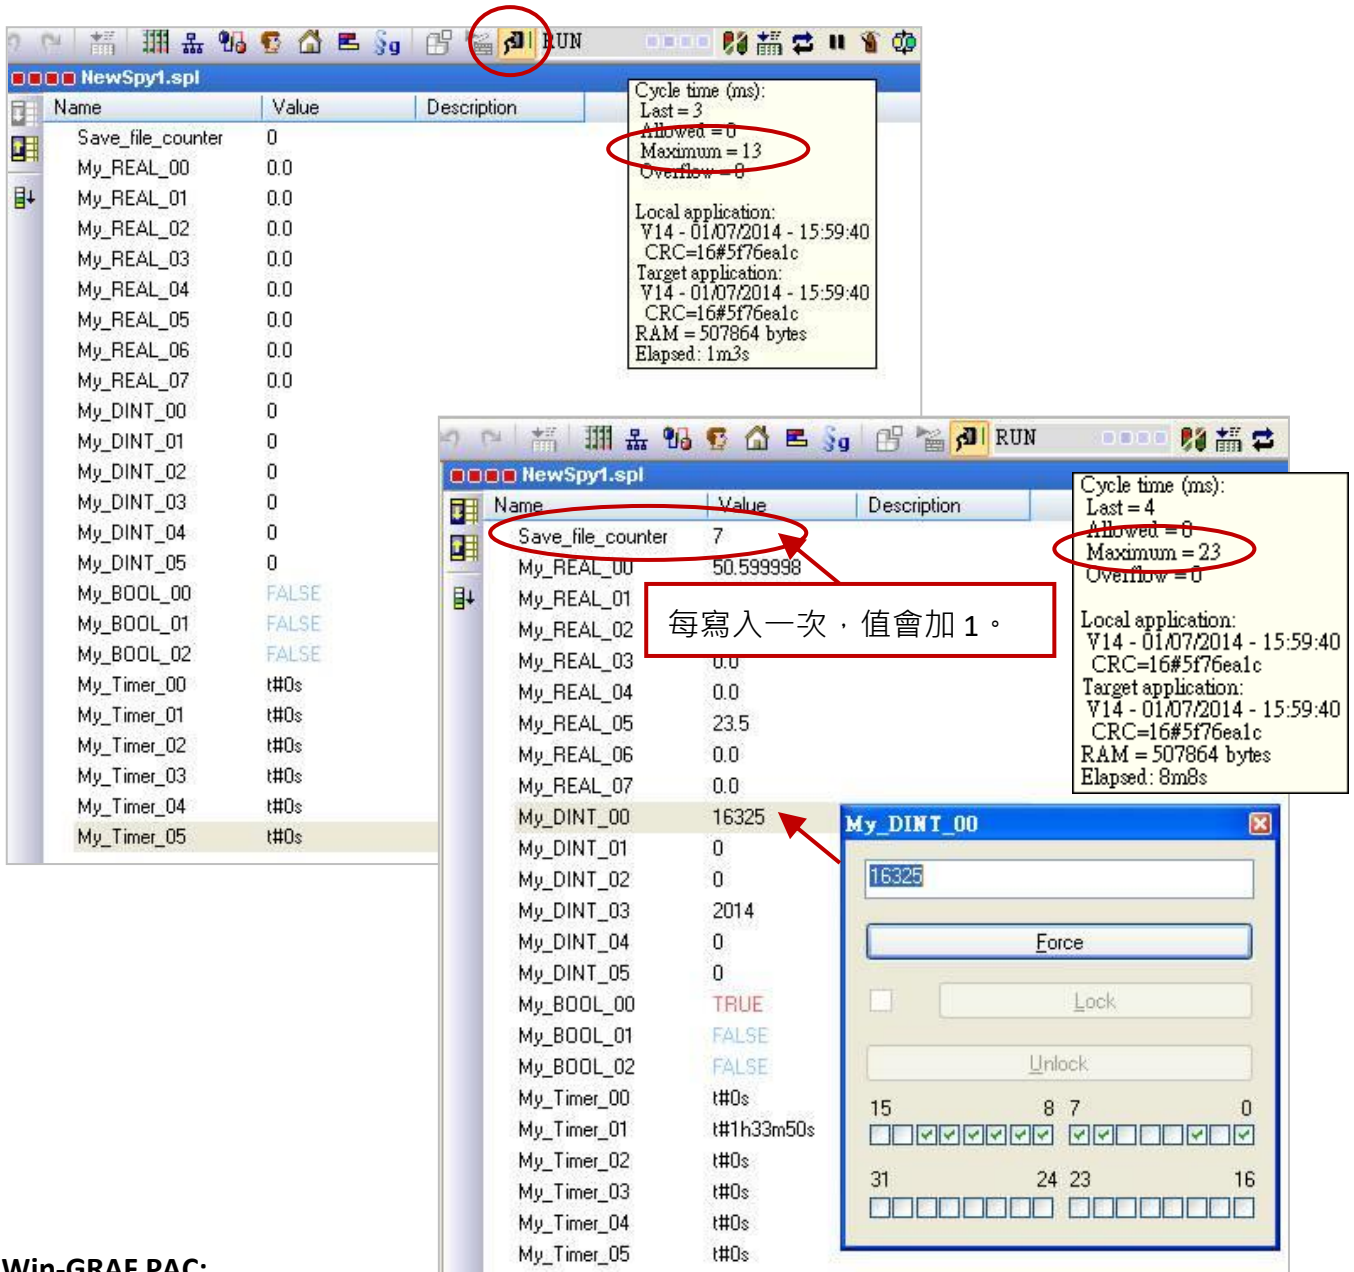 RUN
NewSpy1.spl
Name Value Description
Save_file_counter 0
My_REAL_00 0.0
My_REAL_01 0.0
My_REAL_02 0.0
My_REAL_03 0.0
My_REAL_04 0.0
My_REAL_05 0.0
My_REAL_06 0.0
My_REAL_07 0.0
My_DINT_00 0
My_DINT_01 0
My_DINT_02 0
My_DINT_03 0
My_DINT_04 0
My_DINT_05 0
My_BOOL_00 FALSE
My_BOOL_01 FALSE
My_BOOL_02 FALSE
My_Timer_00 t#0s
My_Timer_01 t#0s
My_Timer_02 t#0s
My_Timer_03 t#0s
My_Timer_04 t#0s
My_Timer_05 t#0s
Cycle time (ms):
Last = 3
Allowed = 0
Maximum = 13
Overflow = 0
Local application:
V14 - 01/07/2014 - 15:59:40
CRC=16#5f76ea1c
Target application:
V14 - 01/07/2014 - 15:59:40
CRC=16#5f76ea1c
RAM = 507864 bytes
Elapsed: 1m3s
RUN
NewSpy1.spl
Name Value Description
Save_file_counter 7
My_REAL_00 50.599998
My_REAL_01
My_REAL_02
My_REAL_03 0.0
My_REAL_04 0.0
My_REAL_05 23.5
My_REAL_06 0.0
My_REAL_07 0.0
My_DINT_00 16325
My_DINT_01 0
My_DINT_02 0
My_DINT_03 2014
My_DINT_04 0
My_DINT_05 0
My_BOOL_00 TRUE
My_BOOL_01 FALSE
My_BOOL_02 FALSE
My_Timer_00 t#0s
My_Timer_01 t#1h33m50s
My_Timer_02 t#0s
My_Timer_03 t#0s
My_Timer_04 t#0s
My_Timer_05 t#0s
每寫入一次，值會加 1。
Cycle time (ms):
Last = 4
Allowed = 0
Maximum = 23
Overflow = 0
Local application:
V14 - 01/07/2014 - 15:59:40
CRC=16#5f76ea1c
Target application:
V14 - 01/07/2014 - 15:59:40
CRC=16#5f76ea1c
RAM = 507864 bytes
Elapsed: 8m8s
My_DINT_00
16325
Force
Lock
Unlock
15 8 7 0
31 24 23 16
Win-GRAF PAC: